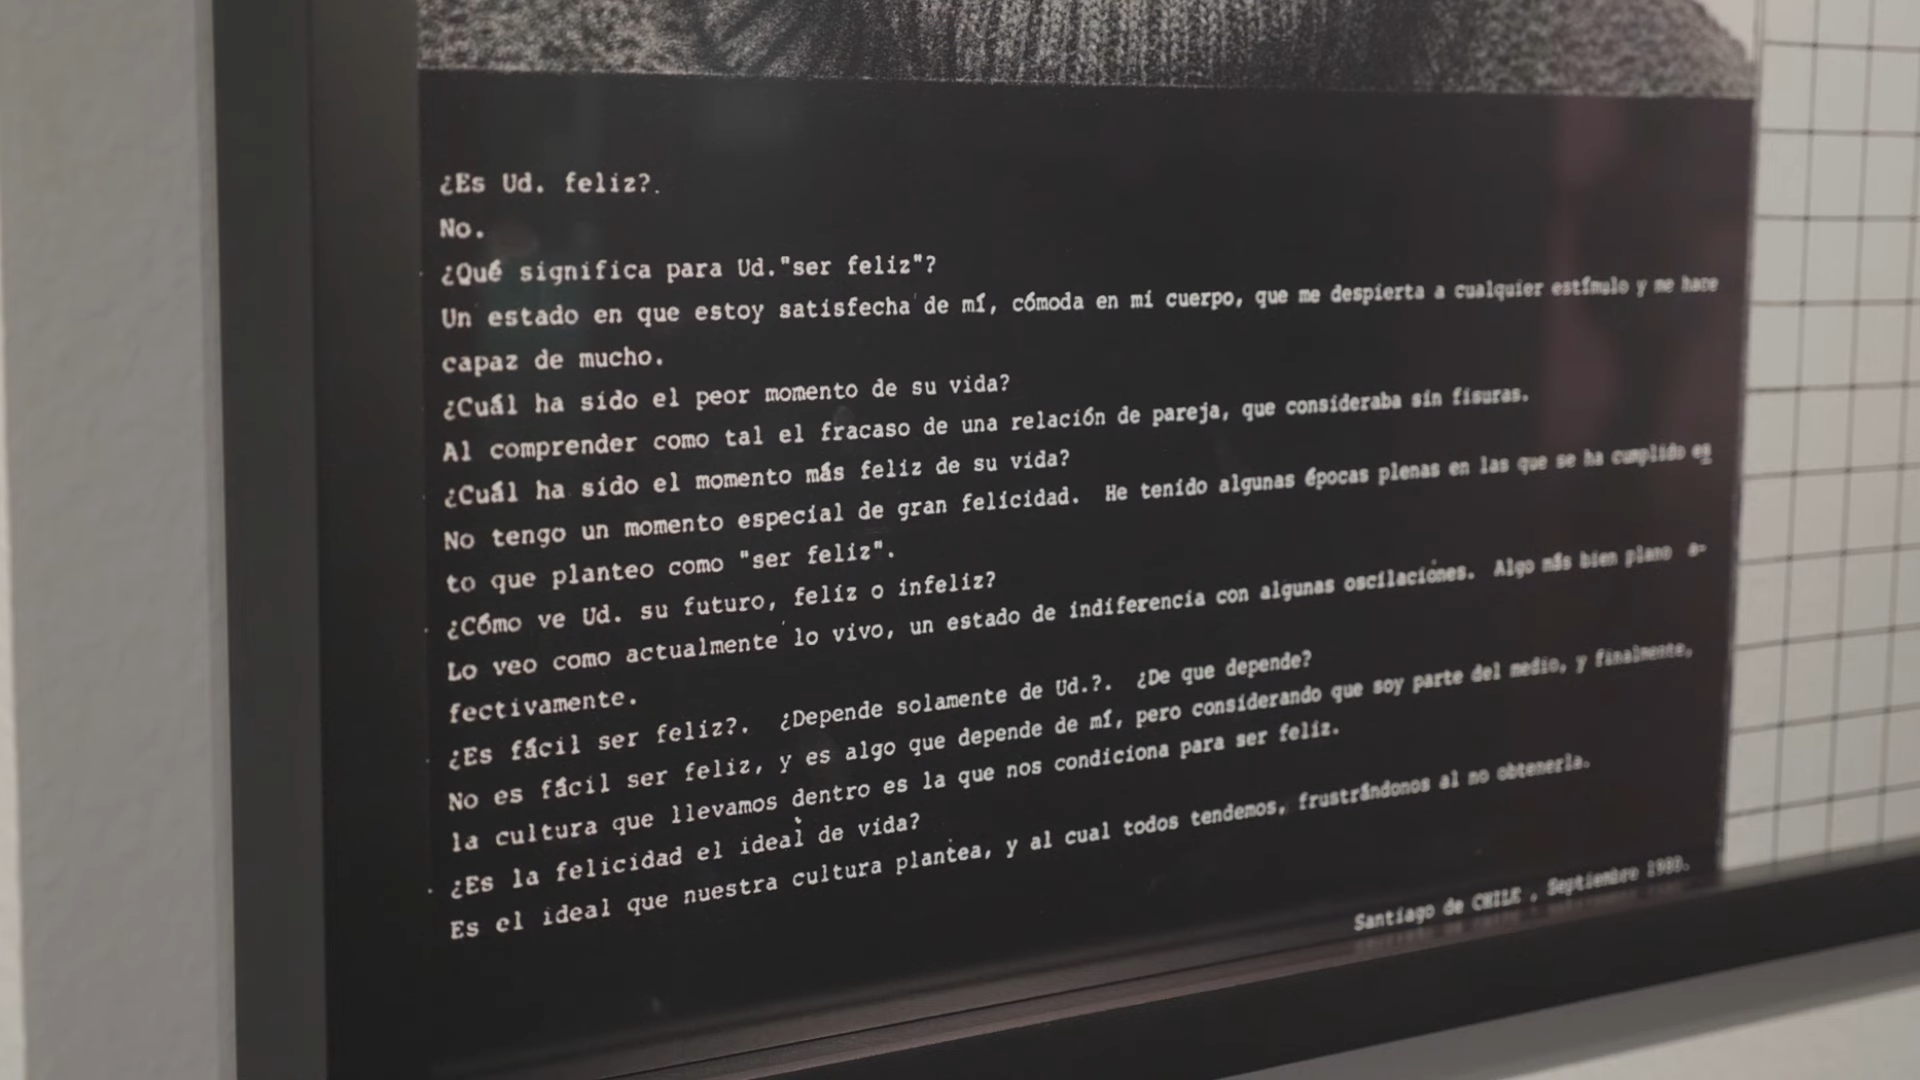 ¿Es Ud. feliz?.
No.
¿Qué significa para Ud."ser feliz"?
Un estado en que estoy satisfecha de mí, cómoda en mi cuerpo, que me despierta a cualquier estímulo y me hace
capaz de mucho.
¿Cuál ha sido el peor momento de su vida?
Al comprender como tal el fracaso de una relación de pareja, que consideraba sin fisuras.
¿Cuál ha sido el momento más feliz de su vida?
No tengo un momento especial de gran felicidad. He tenido algunas épocas plenas en las que se ha cumplido es
to que planteo como "ser feliz".
¿Cómo ve Ud. su futuro, feliz o infeliz?
Lo veo como actualmente lo vivo, un estado de indiferencia con algunas oscilaciones. Algo más bien plano a-
fectivamente.
¿Es fácil ser feliz?. ¿Depende solamente de Ud.?. ¿De que depende?
No es fácil ser feliz, y es algo que depende de mí, pero considerando que soy parte del medio, y finalmente,
la cultura que llevamos dentro es la que nos condiciona para ser feliz.
¿Es la felicidad el ideal de vida?
Es el ideal que nuestra cultura plantea, y al cual todos tendemos, frustrándonos al no obtenerla.
Santiago de CHILE , Septiembre 1980.